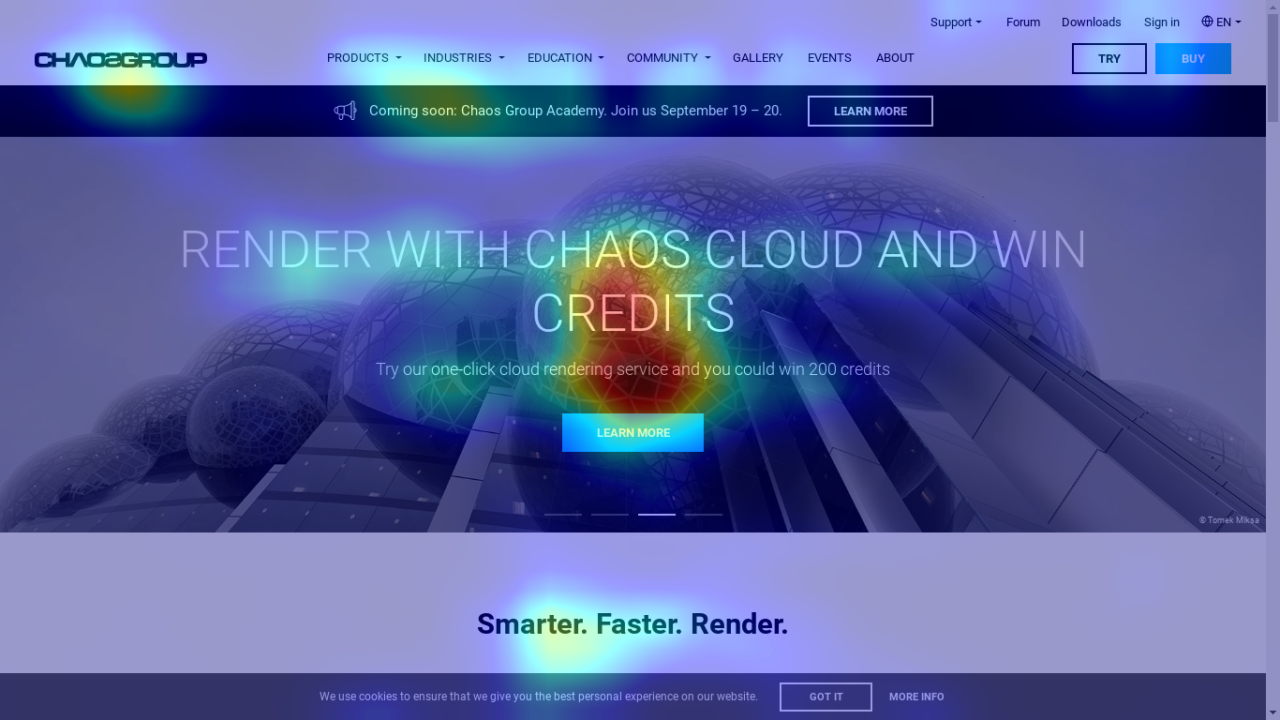 Support Forum Downloads Sign in EN
CHAOSGROUP PRODUCTS INDUSTRIES EDUCATION COMMUNITY GALLERY EVENTS ABOUT TRY BUY
Coming soon: Chaos Group Academy. Join us September 19 – 20. LEARN MORE
RENDER WITH CHAOS CLOUD AND WIN
CREDITS
Try our one-click cloud rendering service and you could win 200 credits
LEARN MORE
© Tomek Miksa
Smarter. Faster. Render.
We use cookies to ensure that we give you the best personal experience on our website. GOT IT MORE INFO